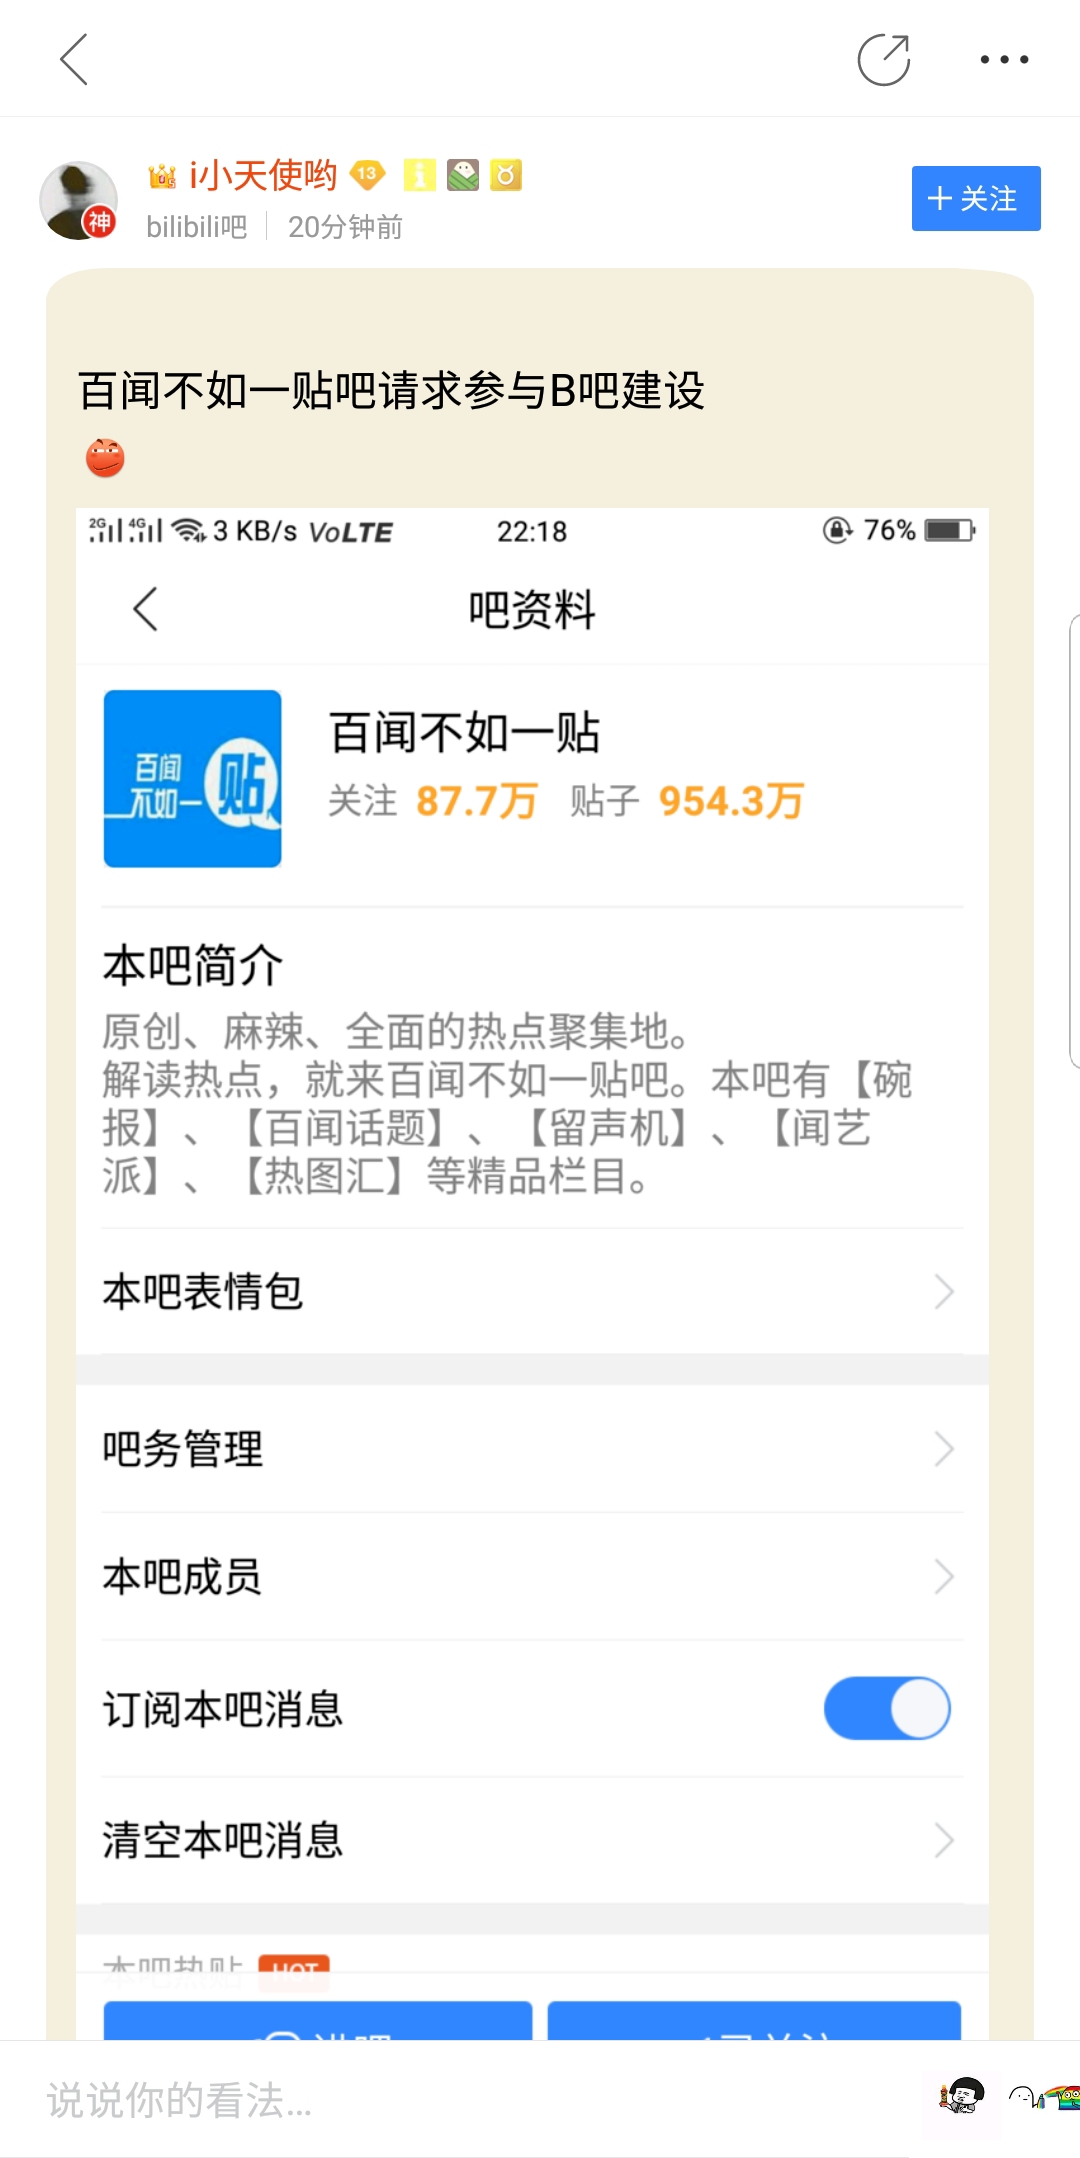 i小天使哟 13
神
bilibili吧 20分钟前
+ 关注
百闻不如一贴吧请求参与B吧建设
2G 4G 3 KB/s VoLTE 22:18 76%
吧资料
百闻
不如一贴
百闻不如一贴
关注 87.7万 贴子 954.3万
本吧简介
原创、麻辣、全面的热点聚集地。
解读热点，就来百闻不如一贴吧。本吧有【碗
报】、【百闻话题】、【留声机】、【闻艺
派】、【热图汇】等精品栏目。
本吧表情包
吧务管理
本吧成员
订阅本吧消息
清空本吧消息
本吧热贴 HOT
说说你的看法...